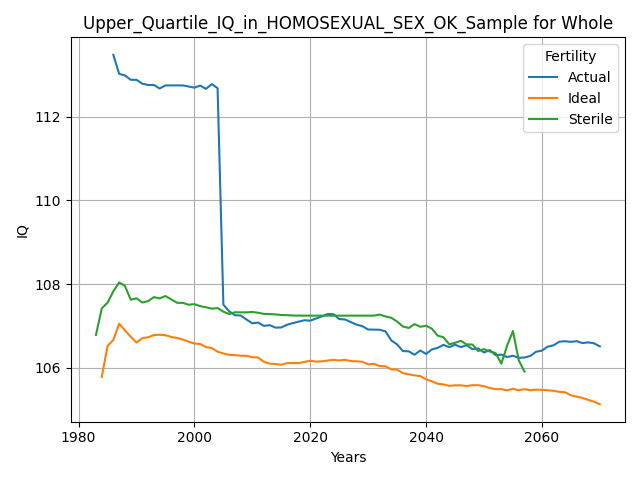 Upper_Quartile_IQ_in_HOMOSEXUAL_SEX_OK_Sample for Whole
Fertility
Actual
Ideal
Sterile
IQ
112
110
108
106
1980
2000
2020
2040
2060
Years